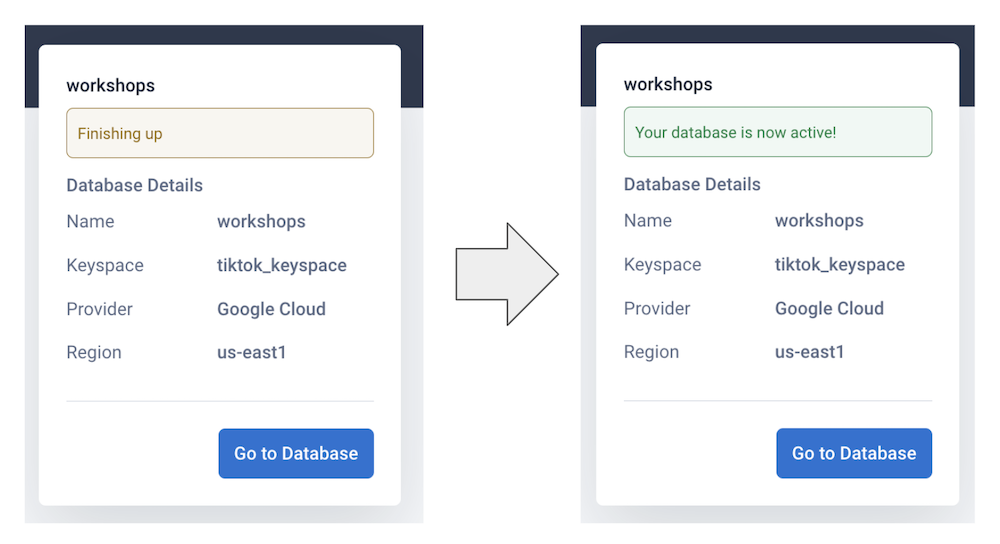 workshops
Finishing up
Database Details
Name workshops
Keyspace tiktok_keyspace
Provider Google Cloud
Region us-east1
Go to Database
workshops
Your database is now active!
Database Details
Name workshops
Keyspace tiktok_keyspace
Provider Google Cloud
Region us-east1
Go to Database